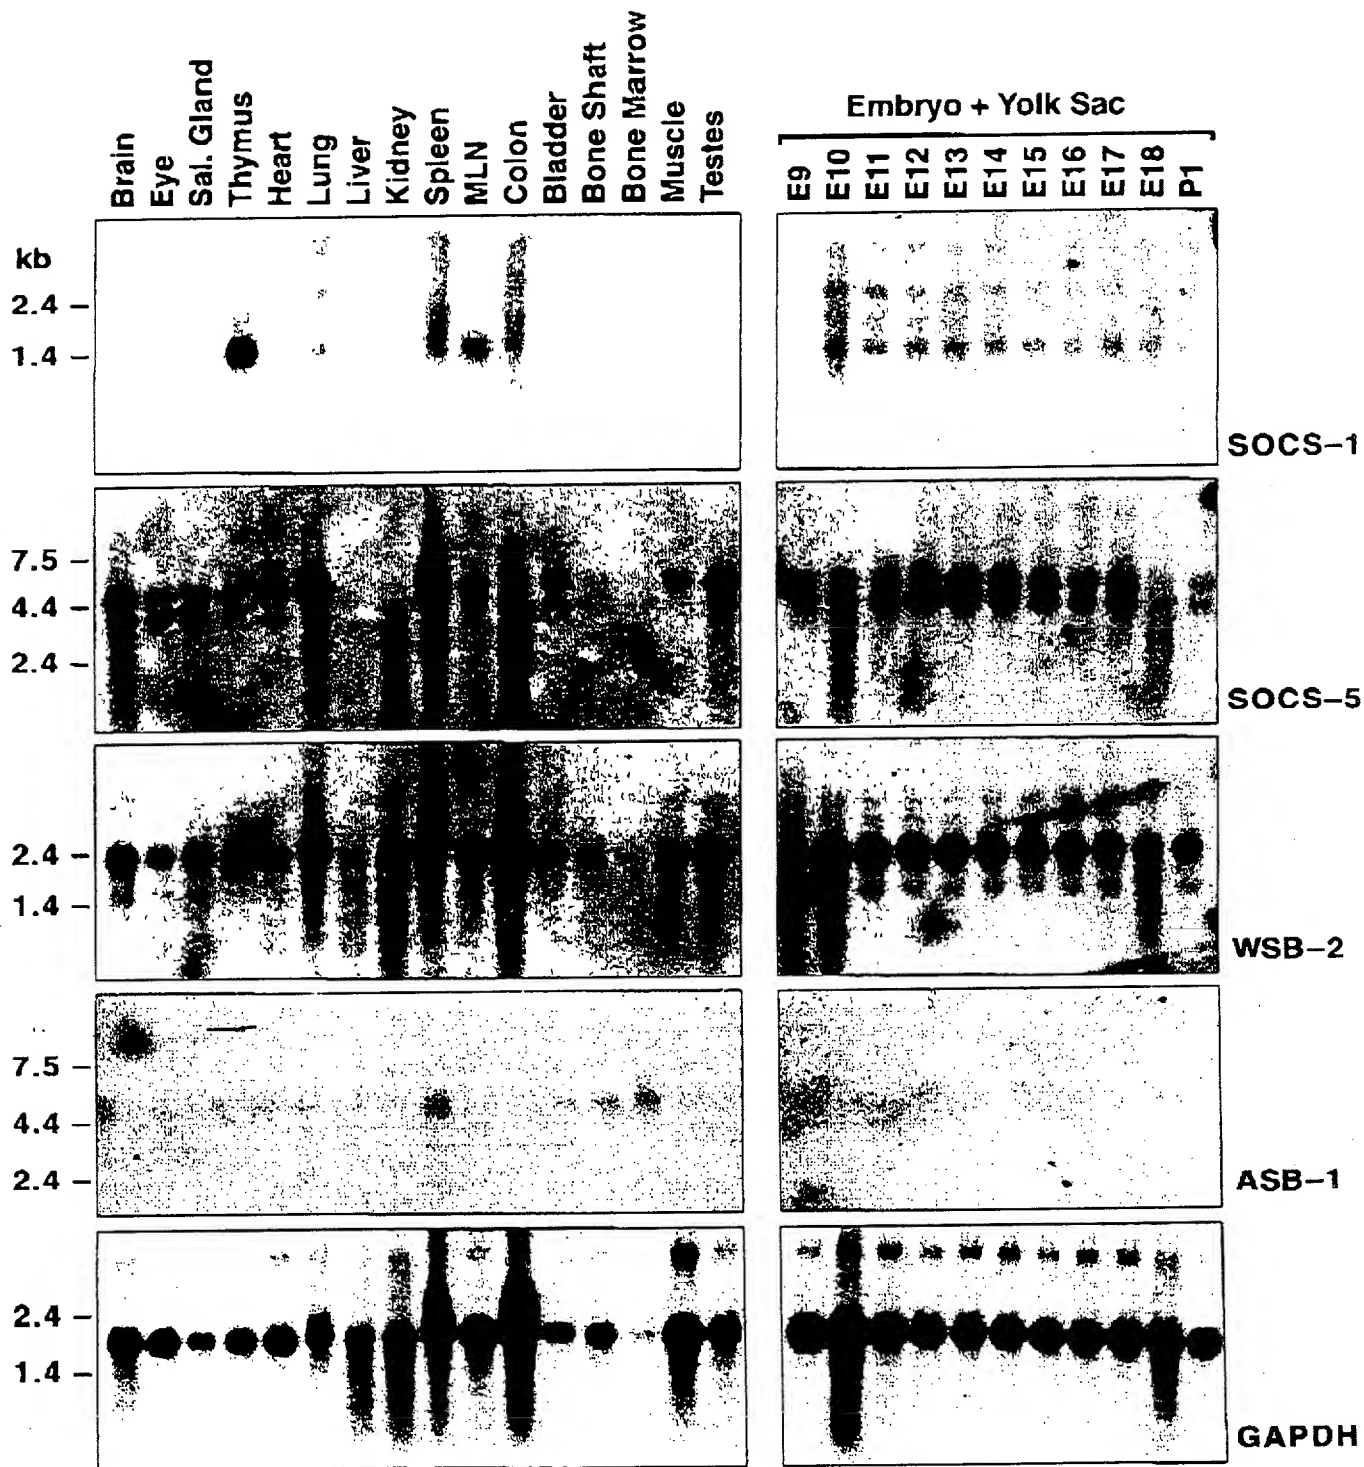 Embryo + Yolk Sac
Brain
Eye
Sal. Gland
Thymus
Heart
Lung
Liver
Kidney
Spleen
MLN
Colon
Bladder
Bone Shaft
Bone Marrow
Muscle
Testes
E9
E10
E11
E12
E13
E14
E15
E16
E17
E18
P1
kb
2.4 –
1.4 –
SOCS–1
7.5 –
4.4 –
2.4 –
SOCS–5
2.4 –
1.4 –
WSB–2
7.5 –
4.4 –
2.4 –
ASB–1
2.4 –
1.4 –
GAPDH